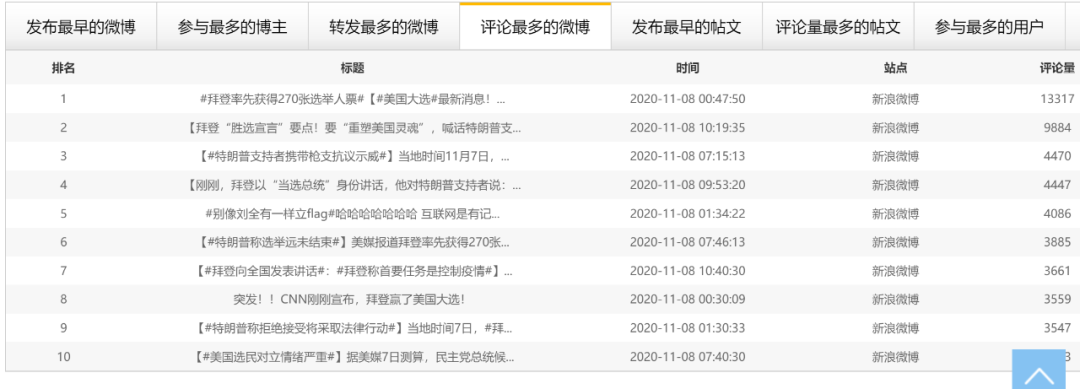 发布最早的微博 参与最多的博主 转发最多的微博 评论最多的微博 发布最早的帖文 评论量最多的帖文 参与最多的用户
排名 标题 时间 站点 评论量
1 #拜登率先获得270张选举人票#【#美国大选#最新消息！... 2020-11-08 00:47:50 新浪微博 13317
2 【拜登“胜选宣言”要点！要“重塑美国灵魂”，喊话特朗普支... 2020-11-08 10:19:35 新浪微博 9884
3 【#特朗普支持者携带枪支抗议示威#】当地时间11月7日，... 2020-11-08 07:15:13 新浪微博 4470
4 【刚刚，拜登以“当选总统”身份讲话，他对特朗普支持者说：... 2020-11-08 09:53:20 新浪微博 4447
5 #别像刘全有一样立flag#哈哈哈哈哈哈哈 互联网是有记... 2020-11-08 01:34:22 新浪微博 4086
6 【#特朗普称选举远未结束#】美媒报道拜登率先获得270张... 2020-11-08 07:46:13 新浪微博 3885
7 【#拜登向全国发表讲话#：#拜登称首要任务是控制疫情#】... 2020-11-08 10:40:30 新浪微博 3661
8 突发！！CNN刚刚宣布，拜登赢了美国大选！ 2020-11-08 00:30:09 新浪微博 3559
9 【#特朗普称拒绝接受将采取法律行动#】当地时间7日，#拜... 2020-11-08 01:30:33 新浪微博 3547
10 【#美国选民对立情绪严重#】据美媒7日测算，民主党总统候... 2020-11-08 07:40:30 新浪微博